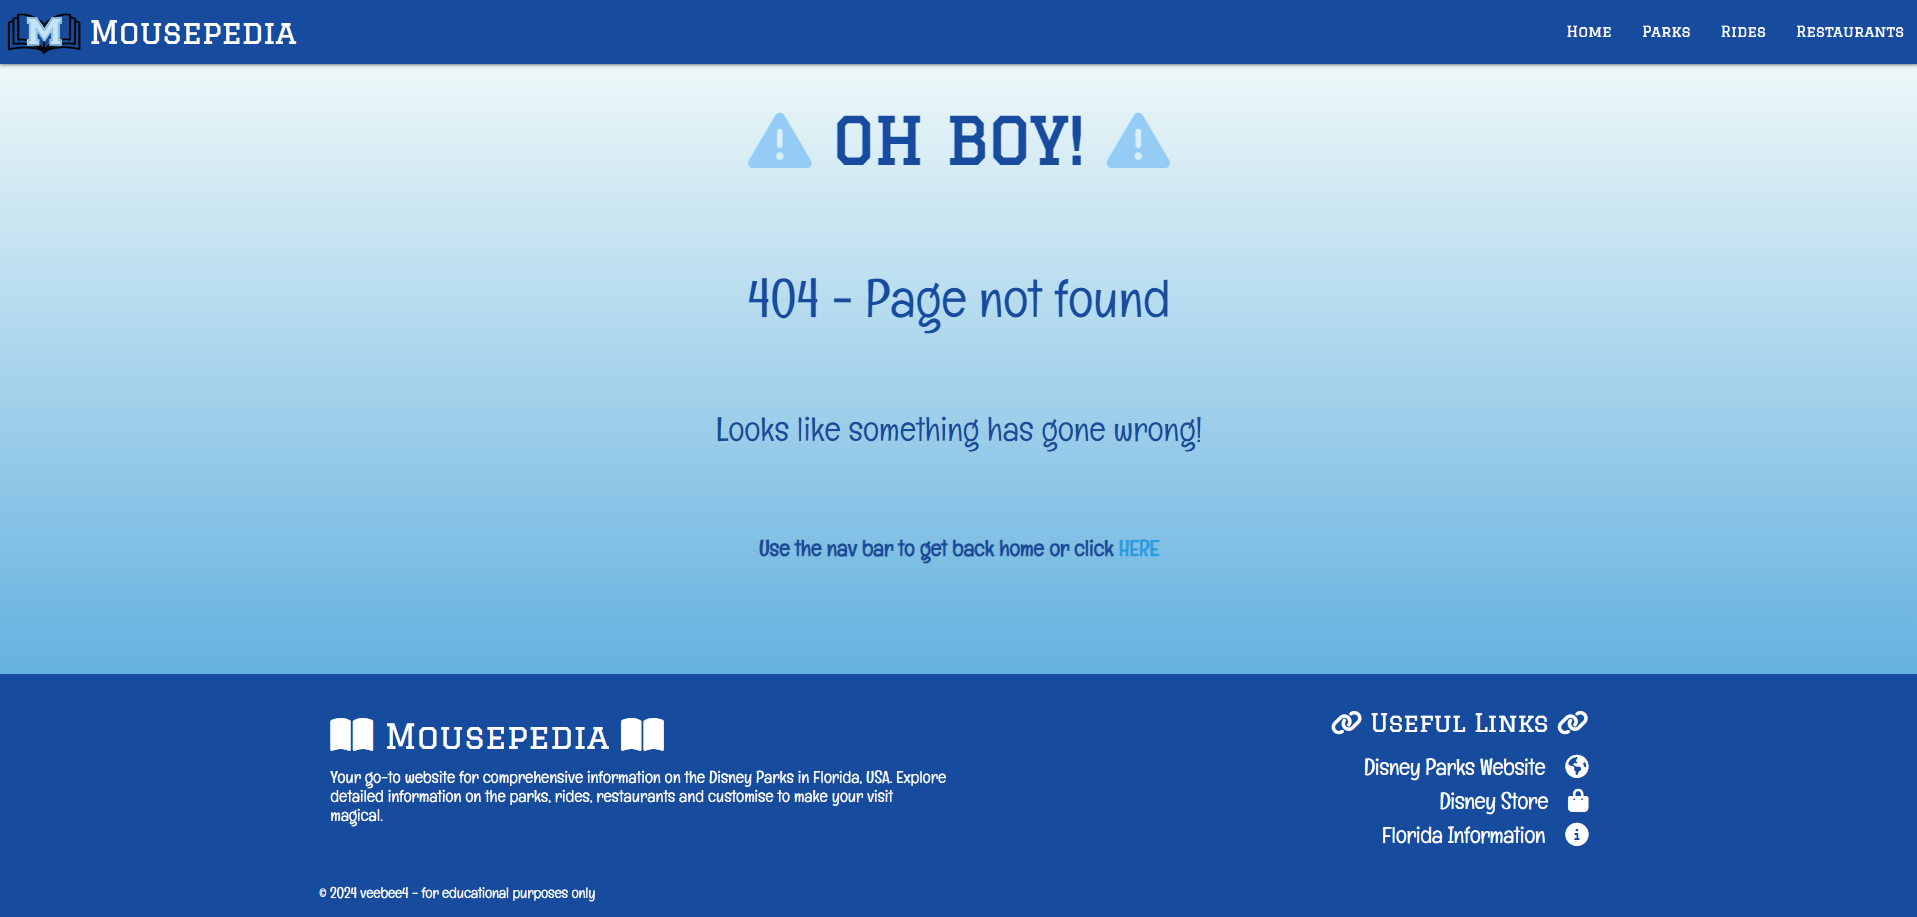 M Mousepedia
Home Parks Rides Restaurants
OH BOY!
404 - Page not found
Looks like something has gone wrong!
Use the nav bar to get back home or click HERE
Mousepedia
Your go-to website for comprehensive information on the Disney Parks in Florida, USA. Explore
detailed information on the parks, rides, restaurants and customise to make your visit
magical.
Useful Links
Disney Parks Website
Disney Store
Florida Information
© 2024 veebee4 - for educational purposes only